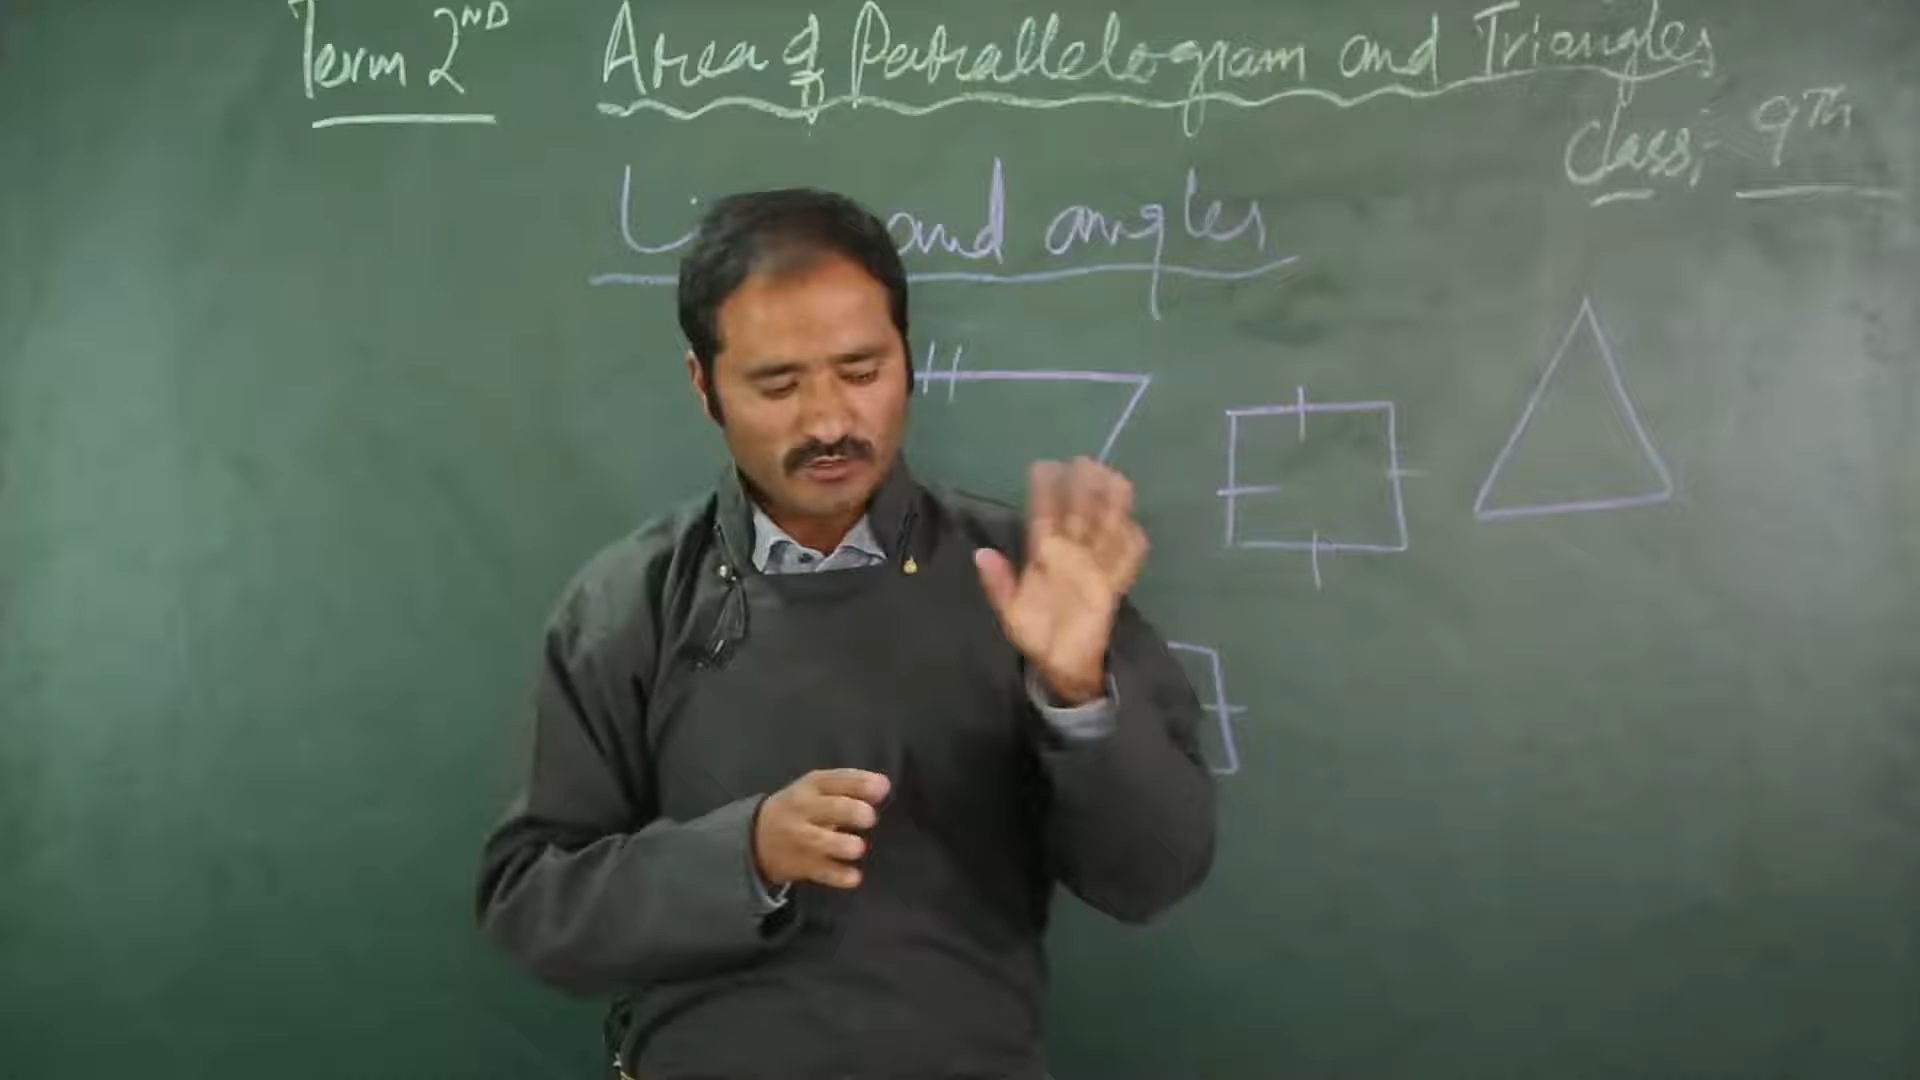 Term 2ND Area of Parallelogram and Triangles
Class:- 9Th
and angles